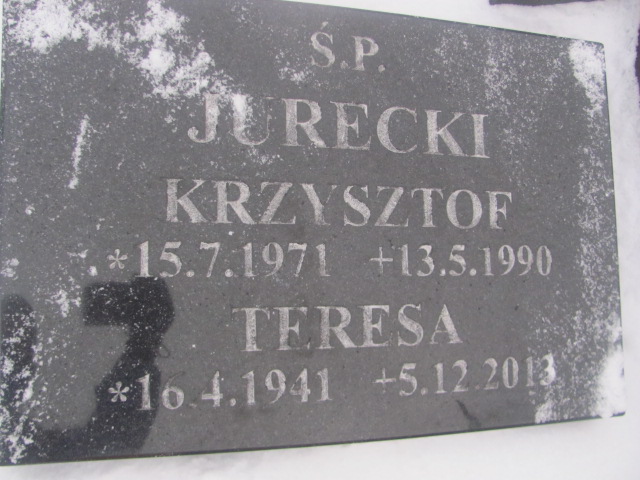 Ś.P.
JURECKI
KRZYSZTOF
*15.7.1971 +13.5.1990
TERESA
*16.4.1941 +5.12.2013